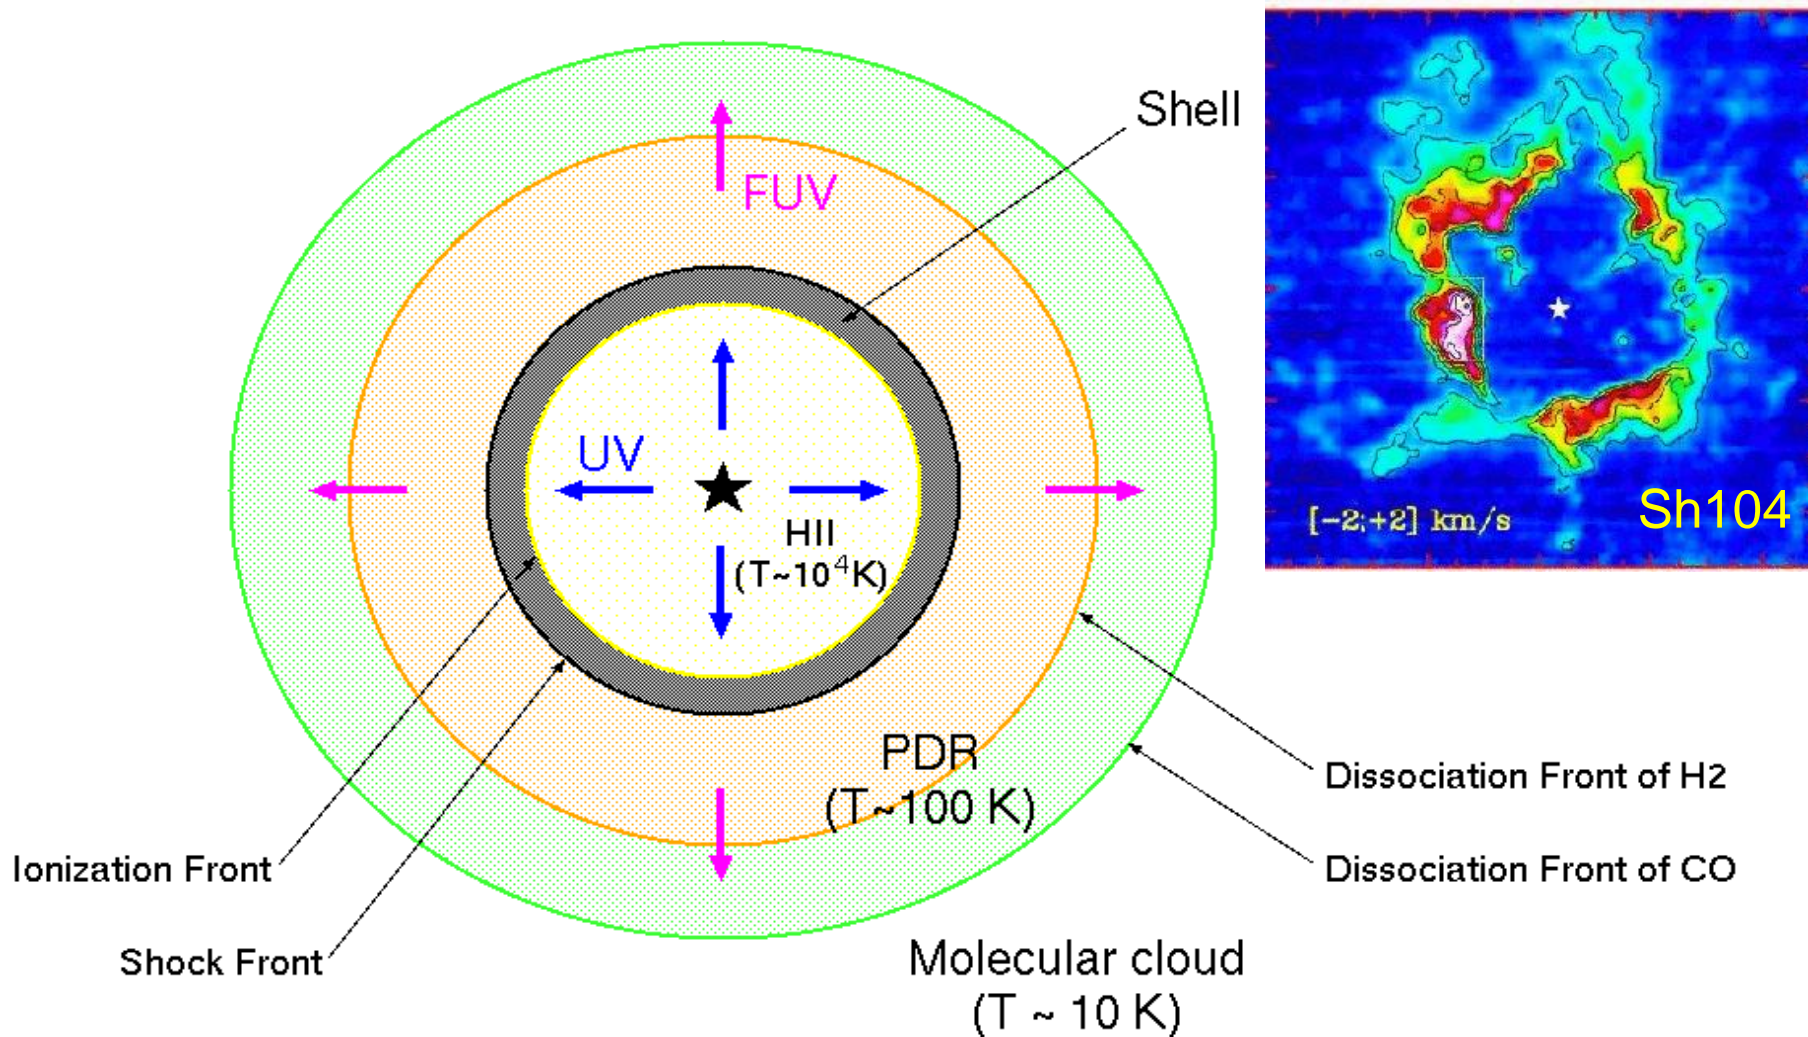 Shell
FUV
UV
HII
(T~10⁴K)
PDR
(T~100 K)
Ionization Front
Shock Front
Dissociation Front of H2
Dissociation Front of CO
Molecular cloud
(T ~ 10 K)
[-2;+2] km/s
Sh104